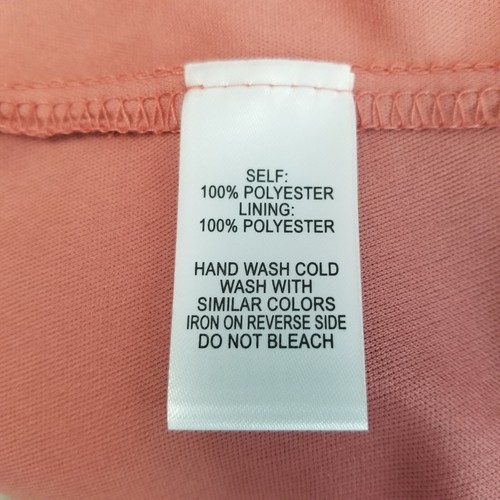 SELF:
100% POLYESTER
LINING:
100% POLYESTER
HAND WASH COLD
WASH WITH
SIMILAR COLORS
IRON ON REVERSE SIDE
DO NOT BLEACH